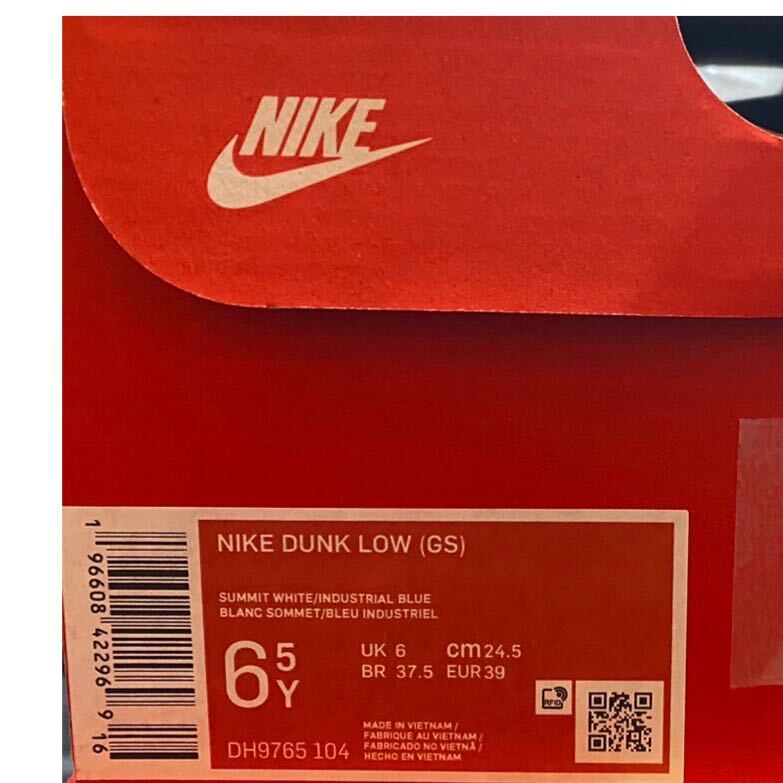 NIKE
NIKE DUNK LOW (GS)
SUMMIT WHITE/INDUSTRIAL BLUE
BLANC SOMMET/BLEU INDUSTRIEL
6 5 Y
UK 6 cm 24.5
BR 37.5 EUR 39
RFID
DH9765 104
MADE IN VIETNAM /
FABRIQUE AU VIETNAM /
FABRICADO NO VIETNÃ /
HECHO EN VIETNAM
1 96608 42296 9 16